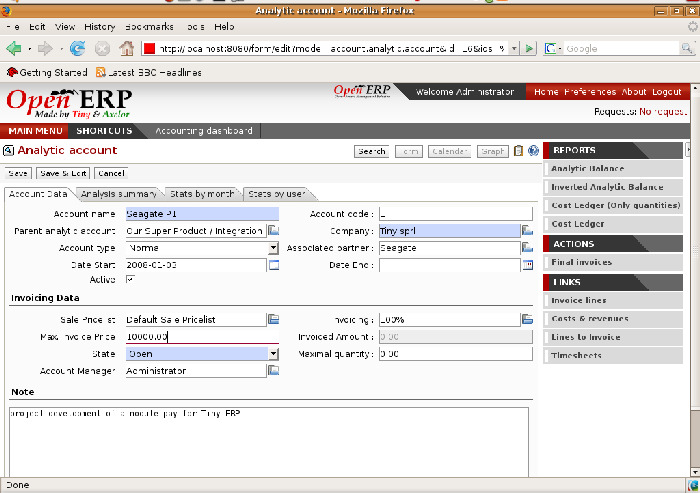 Analytic account - Mozilla Firefox
File Edit View History Bookmarks Tools Help
http://localhost:8080/form/edit?model=account.analytic.account&id=16&ids= %
Google
Getting Started Latest BBC Headlines
Open ERP
Made by Tiny & Axelor
Open ERP
Welcome Administrator
Home Preferences About Logout
Requests: No request
MAIN MENU SHORTCUTS Accounting dashboard
Analytic account
Search Form Calendar Graph
Save Save & Edit Cancel
Account Data Analysis summary Stats by month Stats by user
Account name : Seagate P1 Account code :
Parent analytic account : Our Super Product / Integration Company : Tiny sprl
Account type : Normal Associated partner : Seagate
Date Start : 2008-01-05 Date End :
Active :
Invoicing Data
Sale Pricelist : Default Sale Pricelist Invoicing : 100%
Max. Invoice Price : 10000.00 Invoiced Amount : 0.00
State : Open Maximal quantity : 0.00
Account Manager : Administrator
Note
project development of a module pay for Tiny ERP
REPORTS
Analytic Balance
Inverted Analytic Balance
Cost Ledger (Only quantities)
Cost Ledger
ACTIONS
Final invoices
LINKS
Invoice lines
Costs & revenues
Lines to Invoice
Timesheets
Done